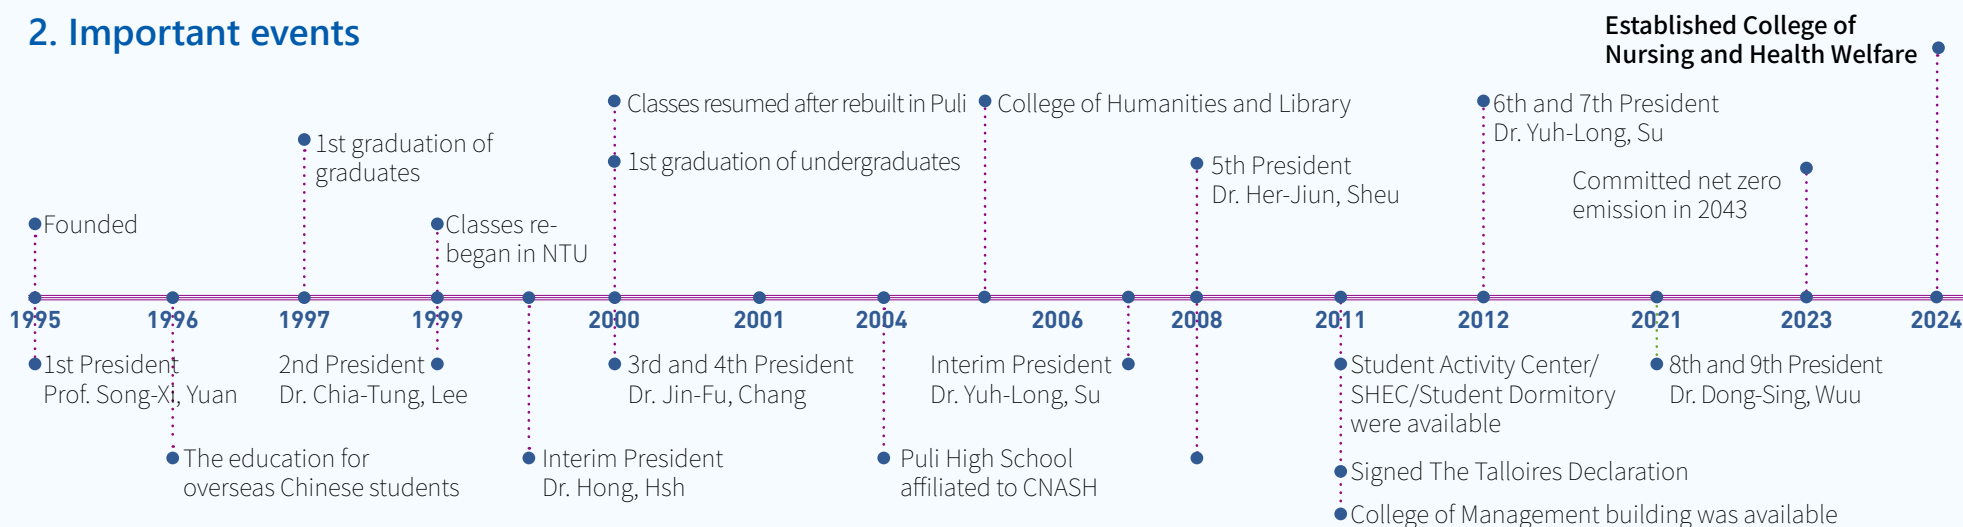 2. Important events
Established College of
Nursing and Health Welfare
Classes resumed after rebuilt in Puli
College of Humanities and Library
6th and 7th President
Dr. Yuh-Long, Su
1st graduation of
graduates
1st graduation of undergraduates
5th President
Dr. Her-Jiun, Sheu
Committed net zero
emission in 2043
Founded
Classes re-
began in NTU
1995
1996
1997
1999
2000
2001
2004
2006
2008
2011
2012
2021
2023
2024
1st President
Prof. Song-Xi, Yuan
2nd President
Dr. Chia-Tung, Lee
3rd and 4th President
Dr. Jin-Fu, Chang
Interim President
Dr. Yuh-Long, Su
Student Activity Center/
SHEC/Student Dormitory
were available
8th and 9th President
Dr. Dong-Sing, Wuu
The education for
overseas Chinese students
Interim President
Dr. Hong, Hsh
Puli High School
affiliated to CNASH
Signed The Talloires Declaration
College of Management building was available